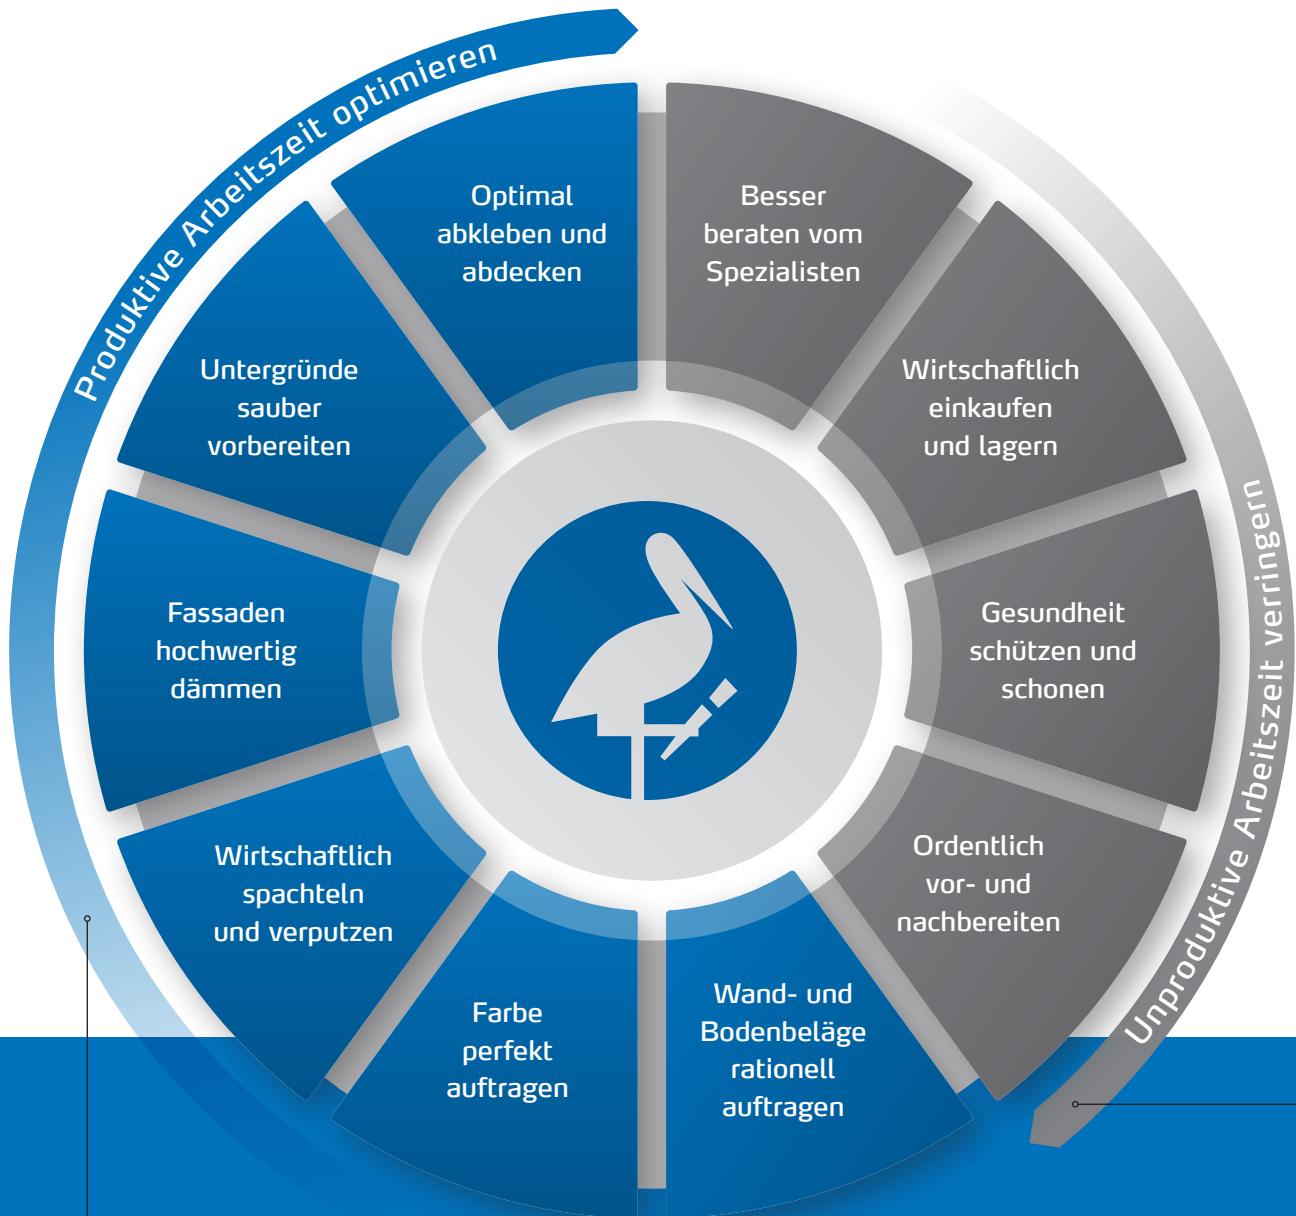 Produktive Arbeitszeit optimieren
Optimal
abkleben und
abdecken
Besser
beraten vom
Spezialisten
Untergründe
sauber
vorbereiten
Wirtschaftlich
einkaufen
und lagern
Fassaden
hochwertig
dämmen
Gesundheit
schützen und
schonen
Unproduktive Arbeitszeit verringern
Wirtschaftlich
spachteln
und verputzen
Ordentlich
vor- und
nachbereiten
Farbe
perfekt
auftragen
Wand- und
Bodenbeläge
rationell
auftragen